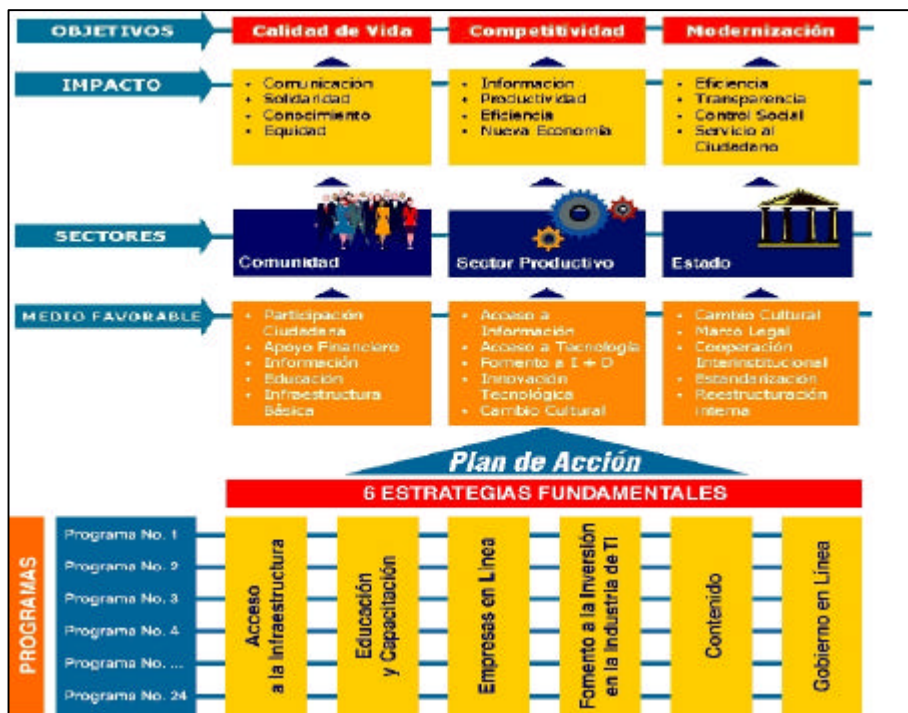 OBJETIVOS
Calidad de Vida
Competitividad
Modernización
IMPACTO
• Comunicación
• Solidaridad
• Conocimiento
• Equidad
• Información
• Productividad
• Eficiencia
• Nueva Economía
• Eficiencia
• Transparencia
• Control Social
• Servicio al
Ciudadano
SECTORES
Comunidad
Sector Productivo
Estado
MEDIO FAVORABLE
• Participación
Ciudadana
• Apoyo Financiero
• Información
• Educación
• Infraestructura
Básica
• Acceso a
Información
• Acceso a Tecnología
• Fomento a I + D
• Innovación
Tecnológica
• Cambio Cultural
• Cambio Cultural
• Marco Legal
• Cooperación
Interinstitucional
• Estandarización
• Reestructuración
interna
Plan de Acción
6 ESTRATEGIAS FUNDAMENTALES
PROGRAMAS
Programa No. 1
Programa No. 2
Programa No. 3
Programa No. 4
Programa No. ...
Programa No. 24
Acceso
a la Infraestructura
Educación
y Capacitación
Empresas en Línea
Fomento a la Inversión
en la Industria de TI
Contenido
Gobierno en Línea